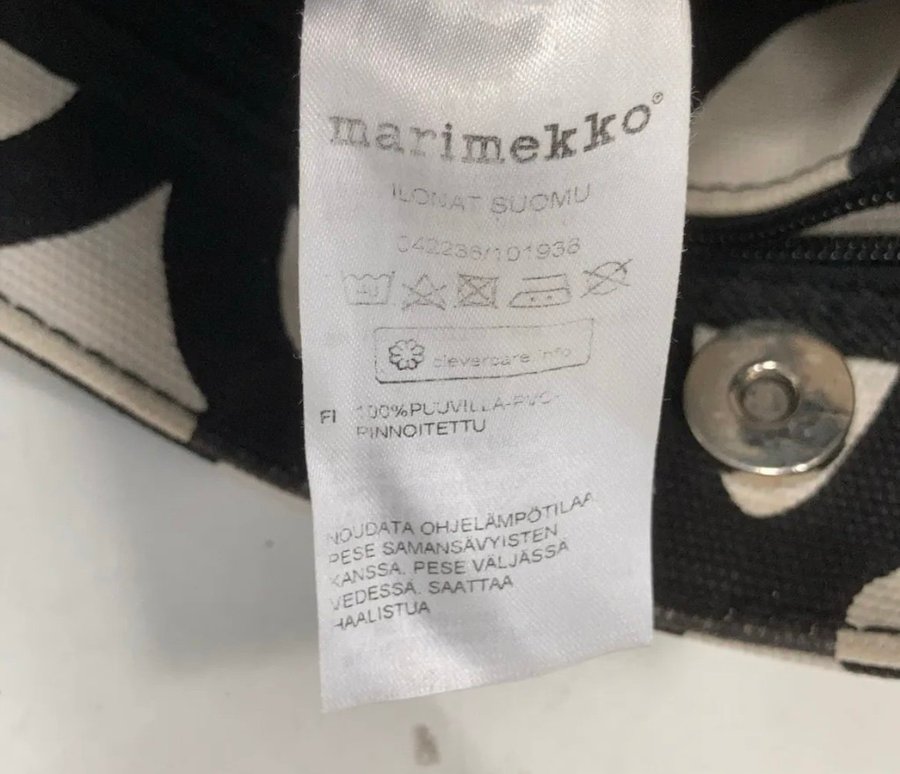 marimekko®
ILONAT SUOMU
042236/101936
clevercare.info
FI 100%PUUVILLA-PVC-
PINNOITETTU
NOUDATA OHJELÄMPÖTILAA
PESE SAMANSÄVYISTEN
KANSSA. PESE VÄLJÄSSÄ
VEDESSÄ. SAATTAA
HAALISTUA